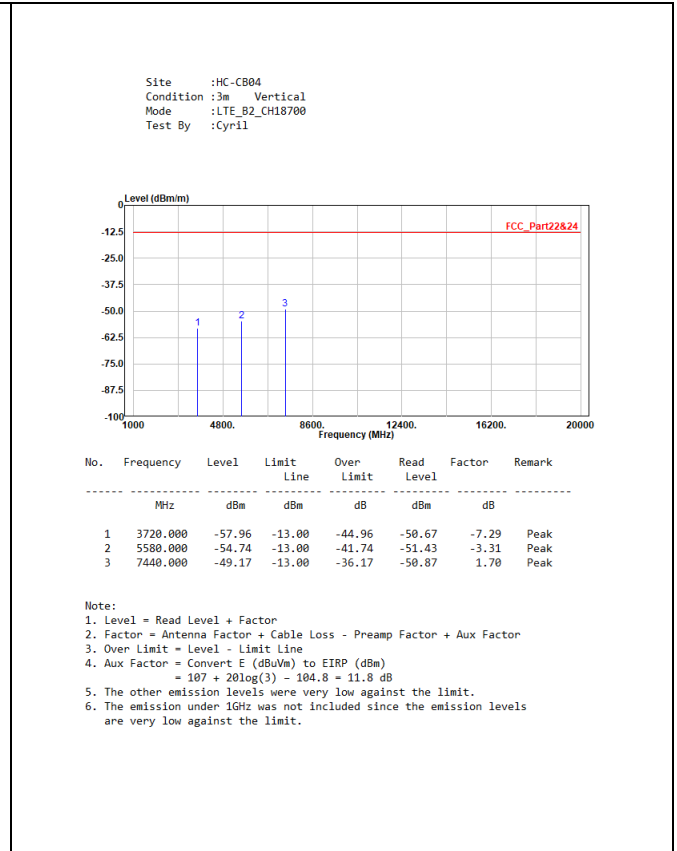 Site      :HC-CB04
Condition :3m    Vertical
Mode      :LTE_B2_CH18700
Test By   :Cyril
Level (dBm/m)
0
FCC_Part22&24
-12.5
-25.0
-37.5
3
-50.0
2
1
-62.5
-75.0
-87.5
-100
1000 4800. 8600. 12400. 16200. 20000
Frequency (MHz)
No. Frequency Level Limit Over Read Factor Remark
Line Limit Level
------ ----------- -------- --------- --------- -------- -------- ---------
MHz dBm dBm dB dBm dB
1 3720.000 -57.96 -13.00 -44.96 -50.67 -7.29 Peak
2 5580.000 -54.74 -13.00 -41.74 -51.43 -3.31 Peak
3 7440.000 -49.17 -13.00 -36.17 -50.87 1.70 Peak
Note:
1. Level = Read Level + Factor
2. Factor = Antenna Factor + Cable Loss - Preamp Factor + Aux Factor
3. Over Limit = Level - Limit Line
4. Aux Factor = Convert E (dBuVm) to EIRP (dBm)
= 107 + 20log(3) – 104.8 = 11.8 dB
5. The other emission levels were very low against the limit.
6. The emission under 1GHz was not included since the emission levels
are very low against the limit.